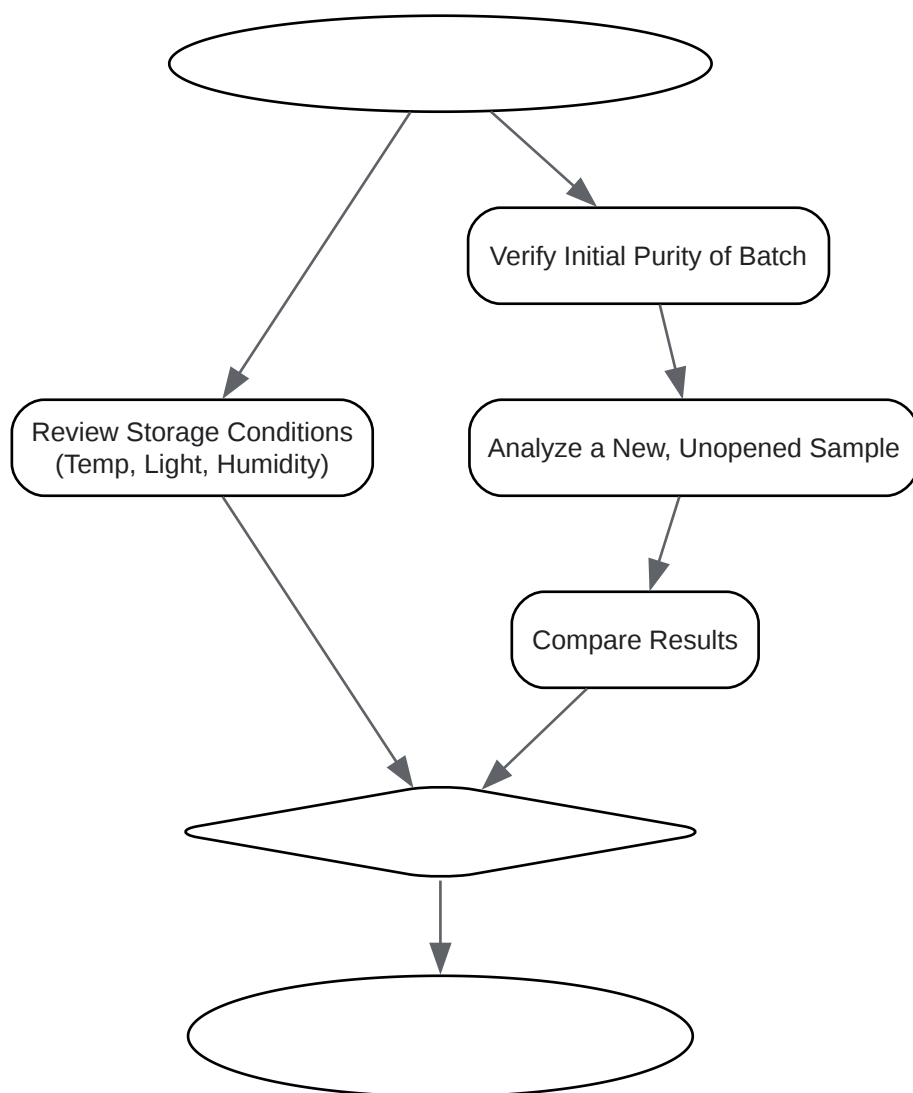 Verify Initial Purity of Batch
Review Storage Conditions
(Temp, Light, Humidity)
Analyze a New, Unopened Sample
Compare Results